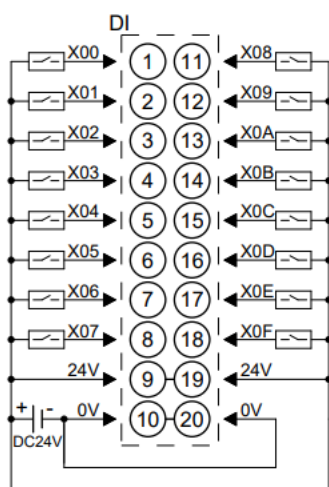 DI
X00 1 11 X08
X01 2 12 X09
X02 3 13 X0A
X03 4 14 X0B
X04 5 15 X0C
X05 6 16 X0D
X06 7 17 X0E
X07 8 18 X0F
24V 9 19 24V
+ - 0V 10 20 0V
DC24V